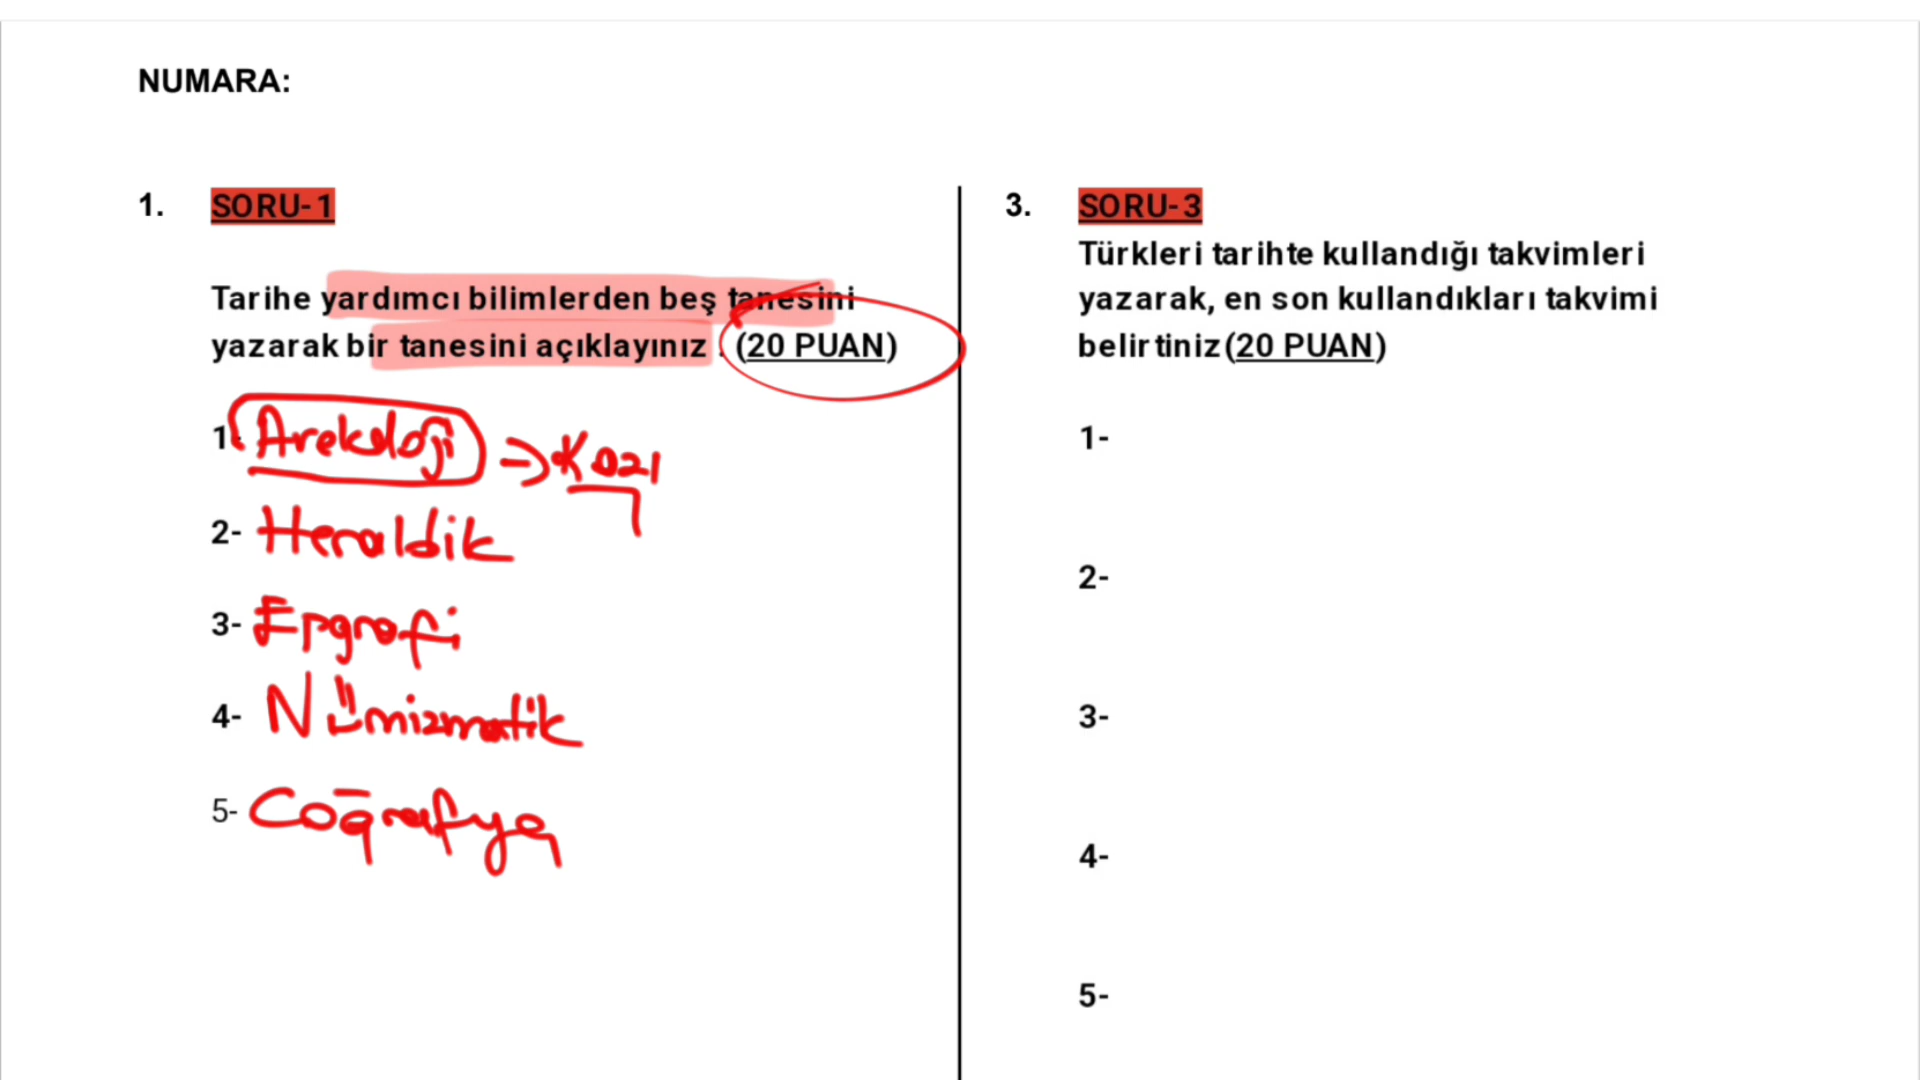 NUMARA:
1. SORU-1
Tarihe yardımcı bilimlerden beş tanesini
yazarak bir tanesini açıklayınız . (20 PUAN)
1- Arekoloji => Kazı
2- Heraldik
3- Epgrafi
4- Nümizmatik
5- Coğrafya
3. SORU-3
Türkleri tarihte kullandığı takvimleri
yazarak, en son kullandıkları takvimi
belirtiniz(20 PUAN)
1-
2-
3-
4-
5-